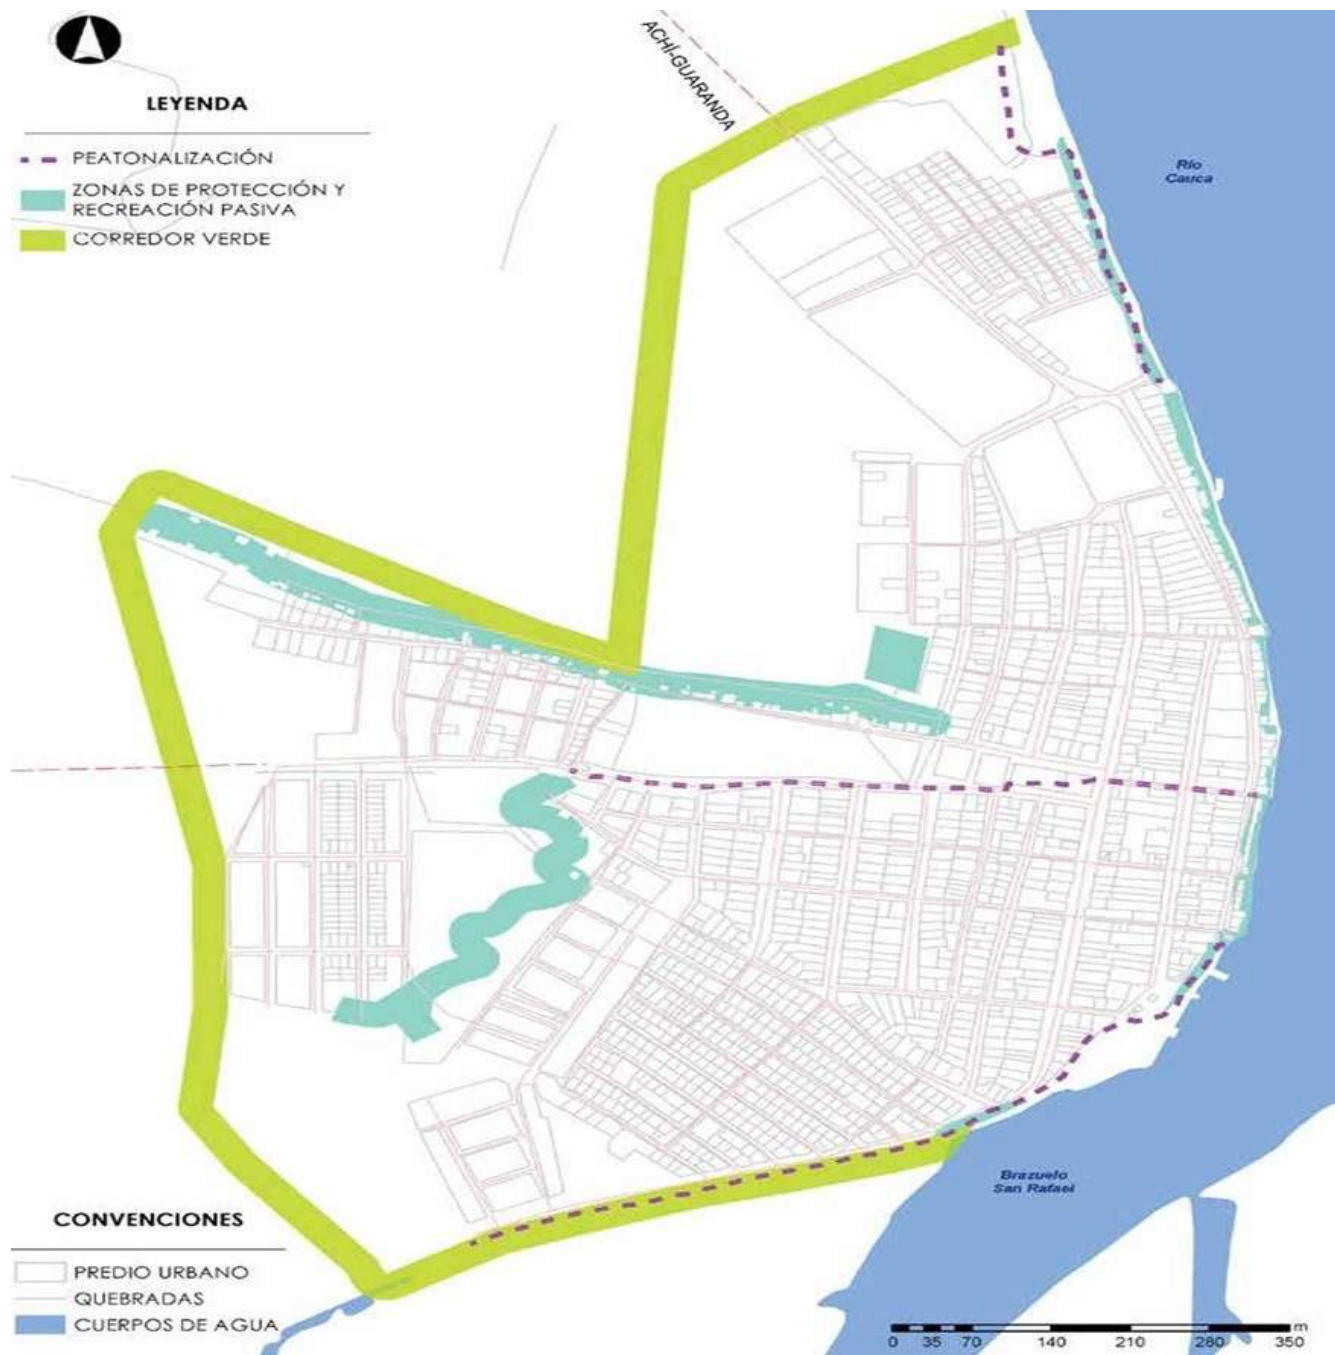 LEYENDA
PEATONALIZACIÓN
ZONAS DE PROTECCIÓN Y
RECREACIÓN PASIVA
CORREDOR VERDE
ACHÍ-GUARANDA
Río
Cauca
Brazuelo
San Rafael
CONVENCIONES
PREDIO URBANO
QUEBRADAS
CUERPOS DE AGUA
m
0 35 70 140 210 280 350